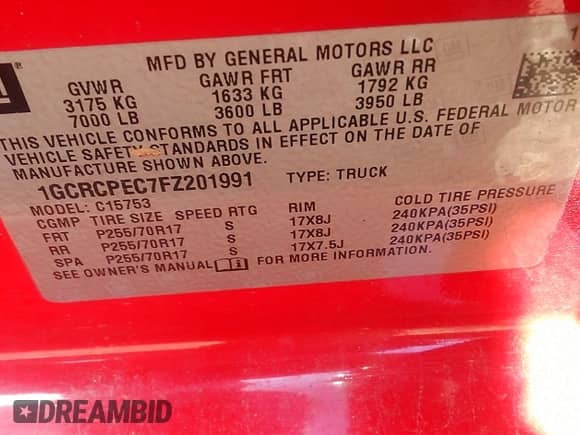 MFD BY GENERAL MOTORS LLC
GVWR GAWR FRT GAWR RR
3175 KG 1633 KG 1792 KG
7000 LB 3600 LB 3950 LB
THIS VEHICLE CONFORMS TO ALL APPLICABLE U.S. FEDERAL MOTOR
VEHICLE SAFETY STANDARDS IN EFFECT ON THE DATE OF
MANUFACTURE SHOWN ABOVE.
1GCRCPEC7FZ201991 TYPE: TRUCK
MODEL: C15753
CGMP TIRE SIZE SPEED RTG RIM COLD TIRE PRESSURE
FRT P255/70R17 S 17X8J 240KPA(35PSI)
RR P255/70R17 S 17X8J 240KPA(35PSI)
SPA P255/70R17 S 17X7.5J 240KPA(35PSI)
SEE OWNER'S MANUAL FOR MORE INFORMATION.
DREAMBID